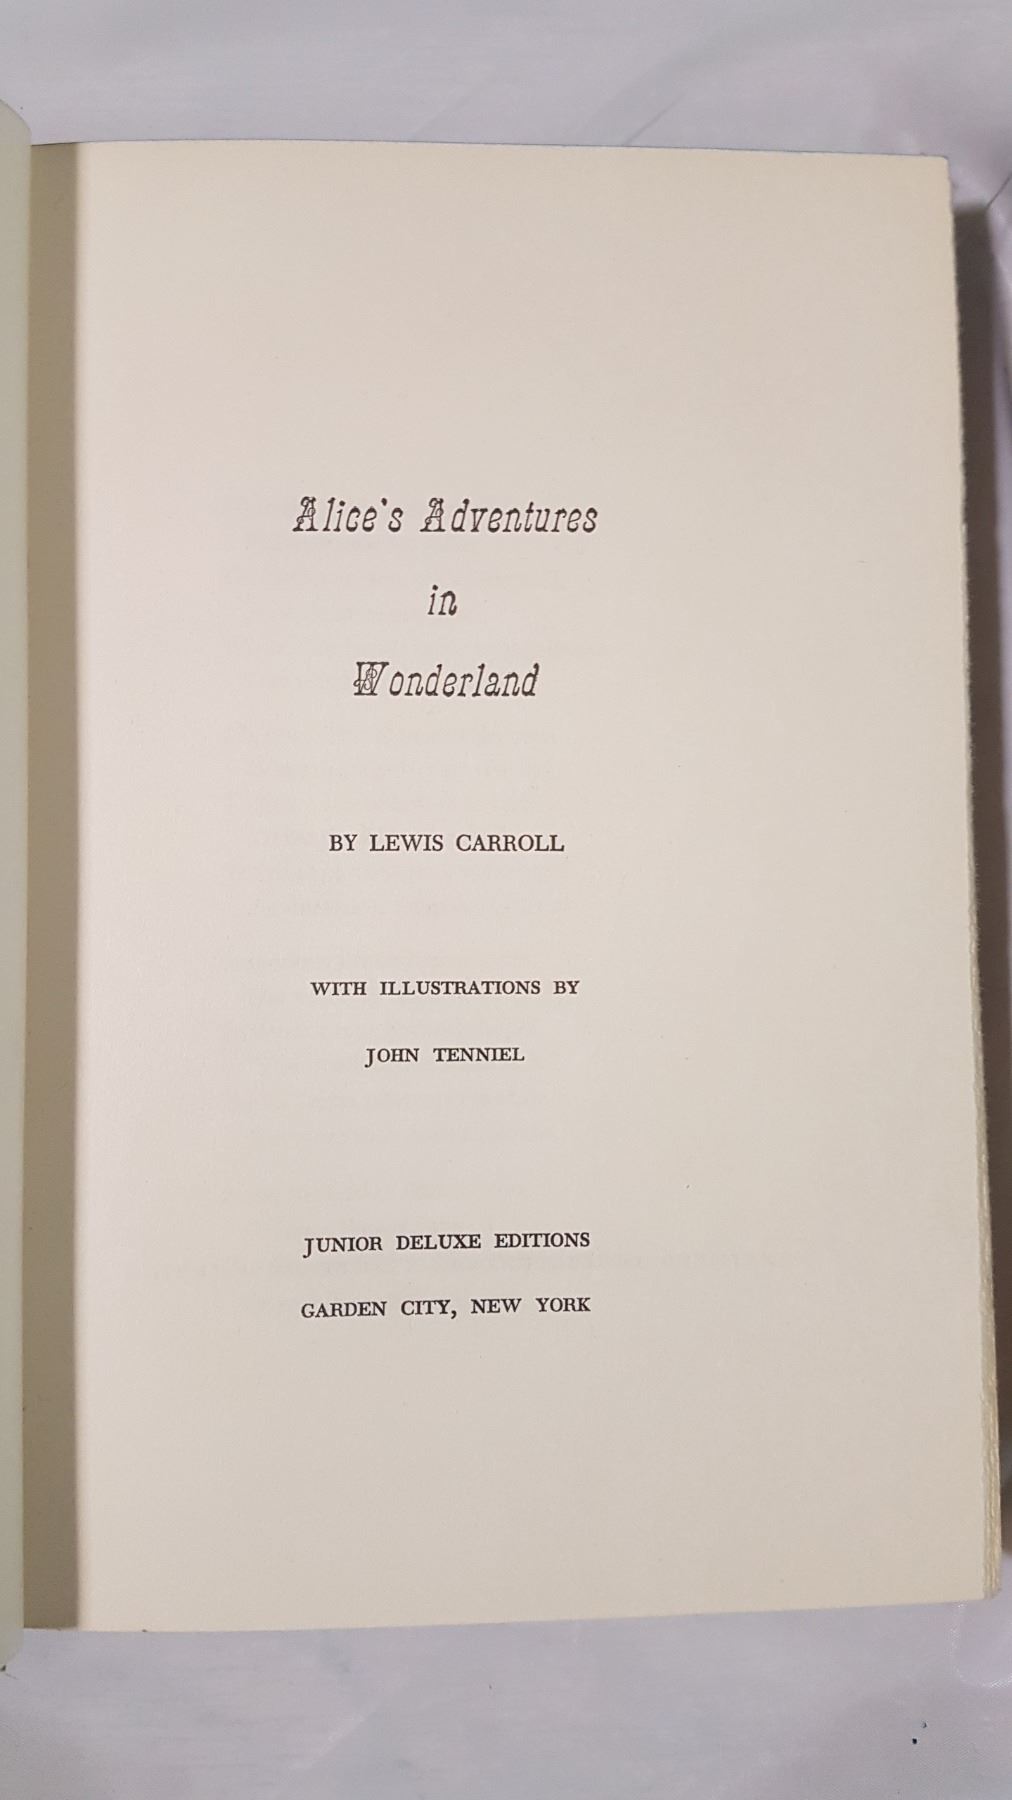 Alice's Adventures
in
Wonderland
BY LEWIS CARROLL
WITH ILLUSTRATIONS BY
JOHN TENNIEL
JUNIOR DELUXE EDITIONS
GARDEN CITY, NEW YORK